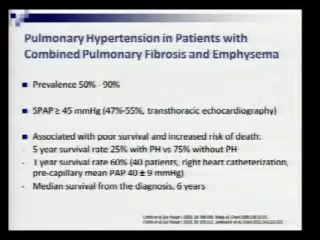 Pulmonary Hypertension in Patients with
Combined Pulmonary Fibrosis and Emphysema
Prevalence 50% - 90%
SPAP ≥ 45 mmHg (47%-55%, transthoracic echocardiography)
Associated with poor survival and increased risk of death:
- 5 year survival rate 25% with PH vs 75% without PH
- 1 year survival rate 60% (40 patients, right heart catheterization,
pre-capillary mean PAP 40 ± 9 mmHg)
- Median survival from the diagnosis, 6 years